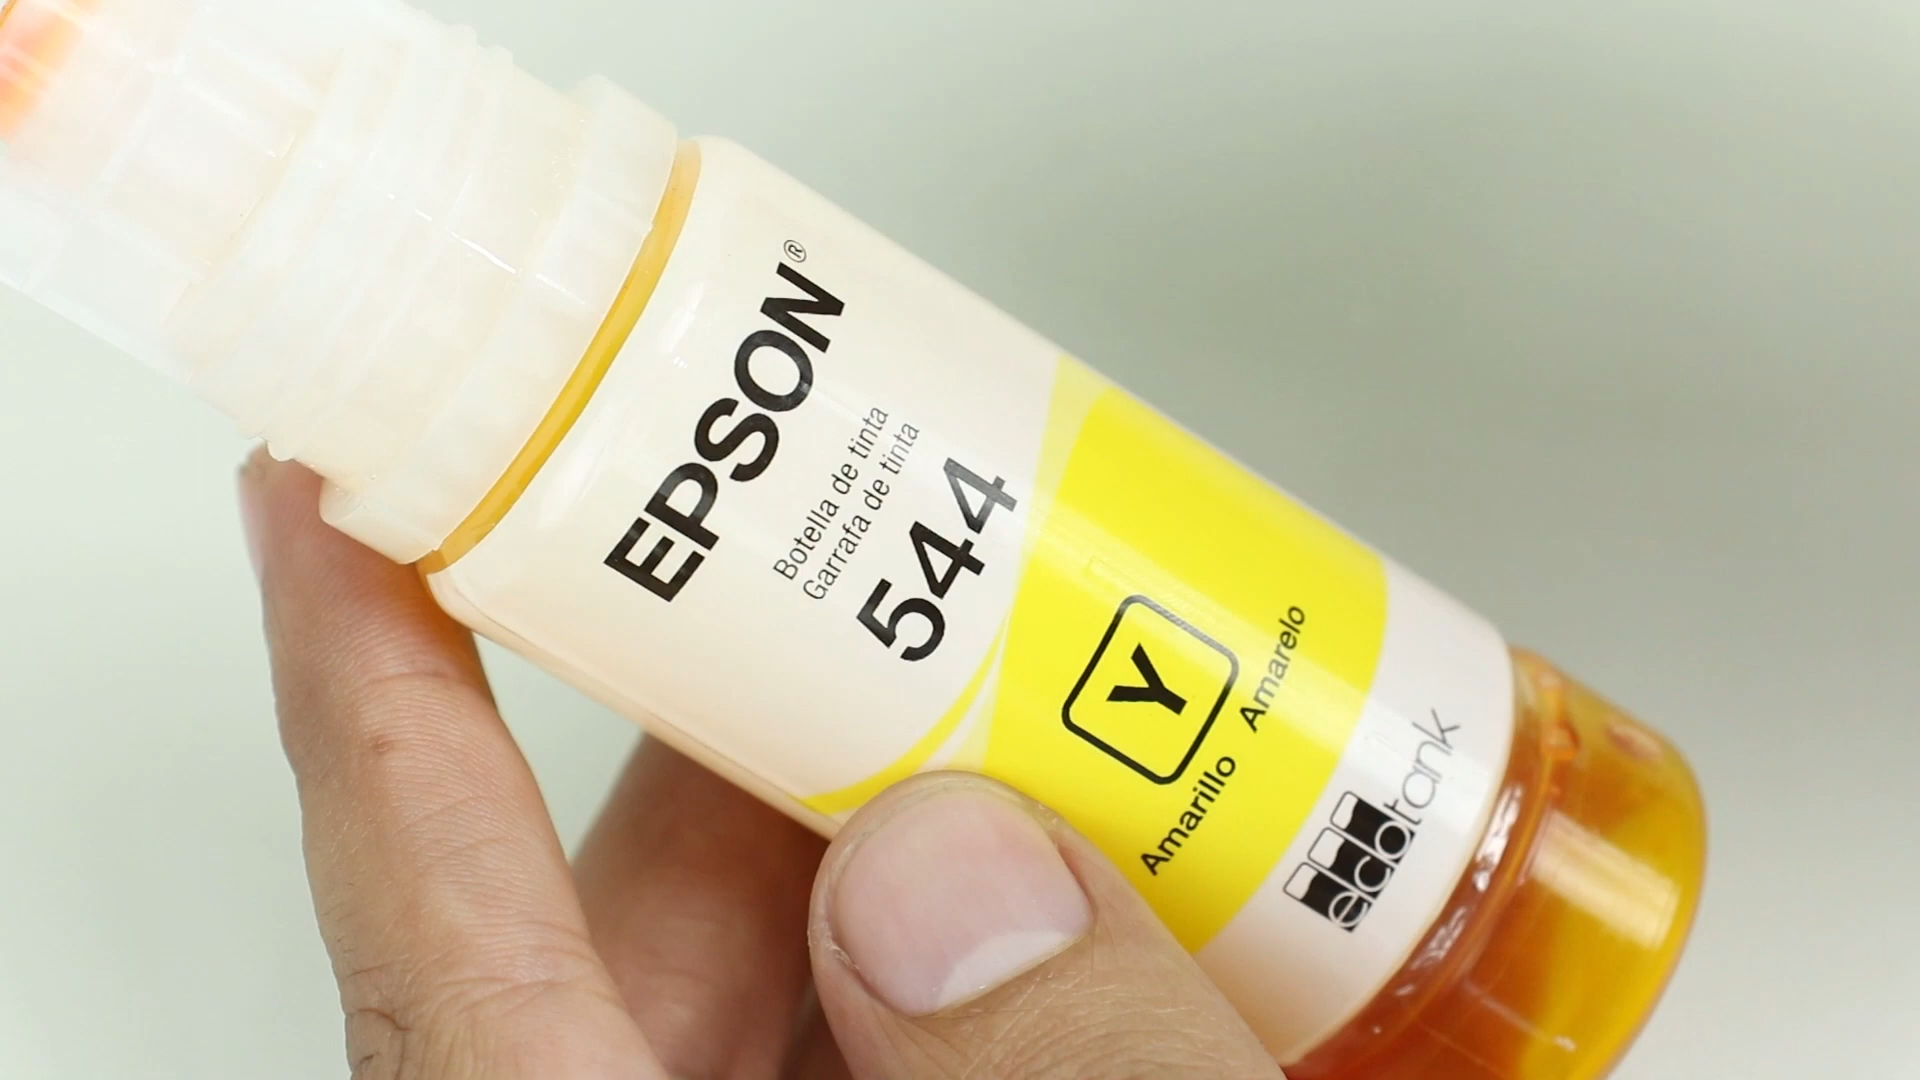 EPSON®
Botella de tinta
Garrafa de tinta
544
Y
Amarillo Amarelo
ecotank